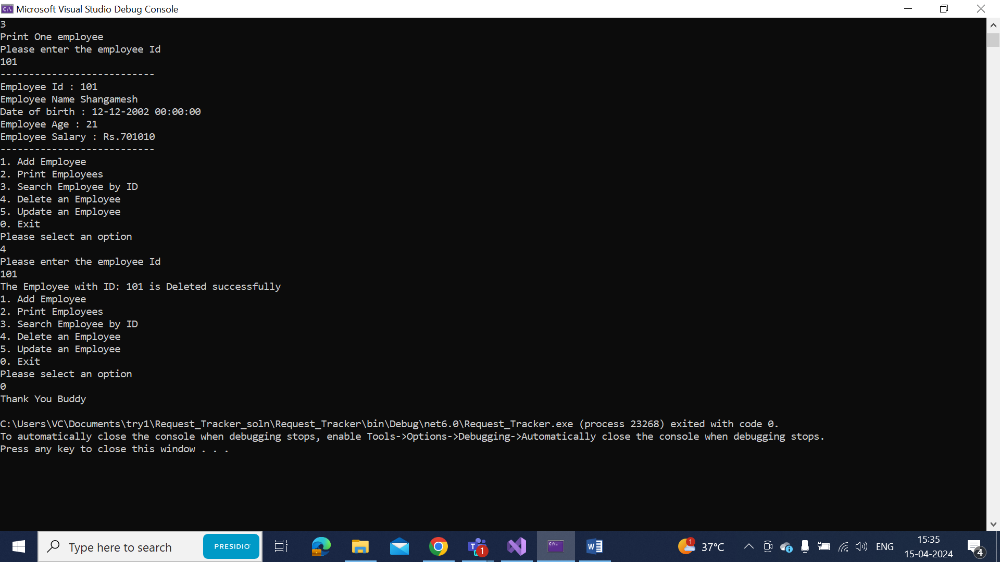 Microsoft Visual Studio Debug Console
3
Print One employee
Please enter the employee Id
101
---------------------------
Employee Id : 101
Employee Name Shangamesh
Date of birth : 12-12-2002 00:00:00
Employee Age : 21
Employee Salary : Rs.701010
---------------------------
1. Add Employee
2. Print Employees
3. Search Employee by ID
4. Delete an Employee
5. Update an Employee
0. Exit
Please select an option
4
Please enter the employee Id
101
The Employee with ID: 101 is Deleted successfully
1. Add Employee
2. Print Employees
3. Search Employee by ID
4. Delete an Employee
5. Update an Employee
0. Exit
Please select an option
0
Thank You Buddy
C:\Users\VC\Documents\try1\Request_Tracker_soln\Request_Tracker\bin\Debug\net6.0\Request_Tracker.exe (process 23268) exited with code 0.
To automatically close the console when debugging stops, enable Tools->Options->Debugging->Automatically close the console when debugging stops.
Press any key to close this window . . .
Type here to search
PRESIDIO
1
1
37°C
ENG
15:35
15-04-2024
4